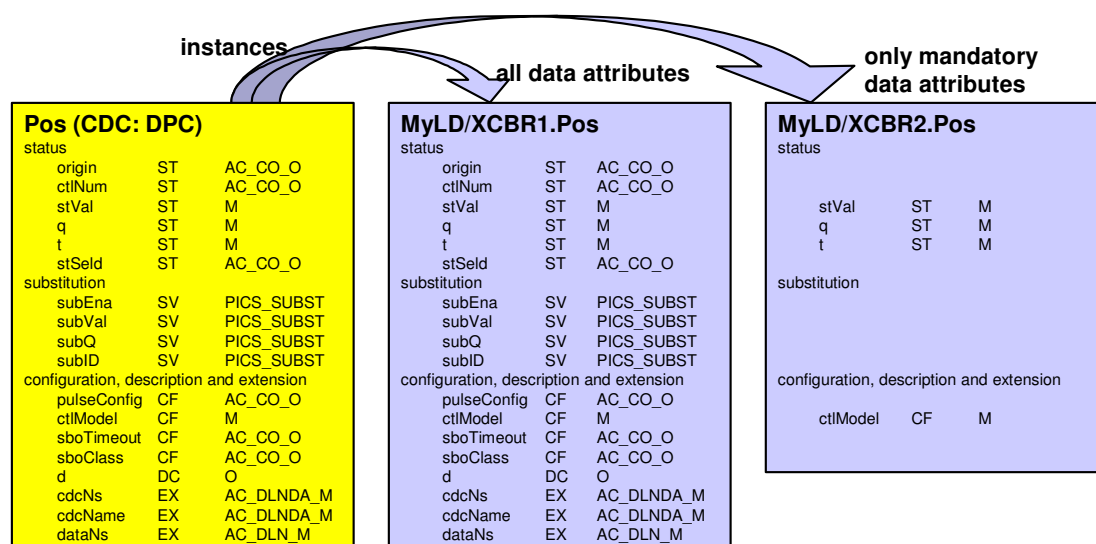 instances
all data attributes
only mandatory
data attributes
Pos (CDC: DPC)
status
origin ST AC_CO_O
ctlNum ST AC_CO_O
stVal ST M
q ST M
t ST M
stSeld ST AC_CO_O
substitution
subEna SV PICS_SUBST
subVal SV PICS_SUBST
subQ SV PICS_SUBST
subID SV PICS_SUBST
configuration, description and extension
pulseConfig CF AC_CO_O
ctlModel CF M
sboTimeout CF AC_CO_O
sboClass CF AC_CO_O
d DC O
cdcNs EX AC_DLNDA_M
cdcName EX AC_DLNDA_M
dataNs EX AC_DLN_M
MyLD/XCBR1.Pos
status
origin ST AC_CO_O
ctlNum ST AC_CO_O
stVal ST M
q ST M
t ST M
stSeld ST AC_CO_O
substitution
subEna SV PICS_SUBST
subVal SV PICS_SUBST
subQ SV PICS_SUBST
subID SV PICS_SUBST
configuration, description and extension
pulseConfig CF AC_CO_O
ctlModel CF M
sboTimeout CF AC_CO_O
sboClass CF AC_CO_O
d DC O
cdcNs EX AC_DLNDA_M
cdcName EX AC_DLNDA_M
dataNs EX AC_DLN_M
MyLD/XCBR2.Pos
status
stVal ST M
q ST M
t ST M
substitution
configuration, description and extension
ctlModel CF M